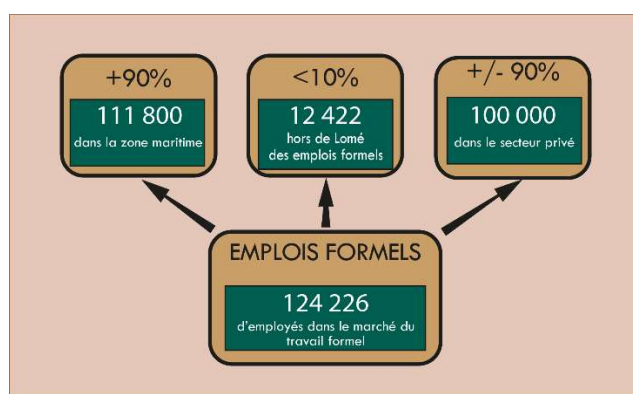 +90%
111 800
dans la zone maritime
<10%
12 422
hors de Lomé
des emplois formels
+/- 90%
100 000
dans le secteur privé
EMPLOIS FORMELS
124 226
d'employés dans le marché du
travail formel